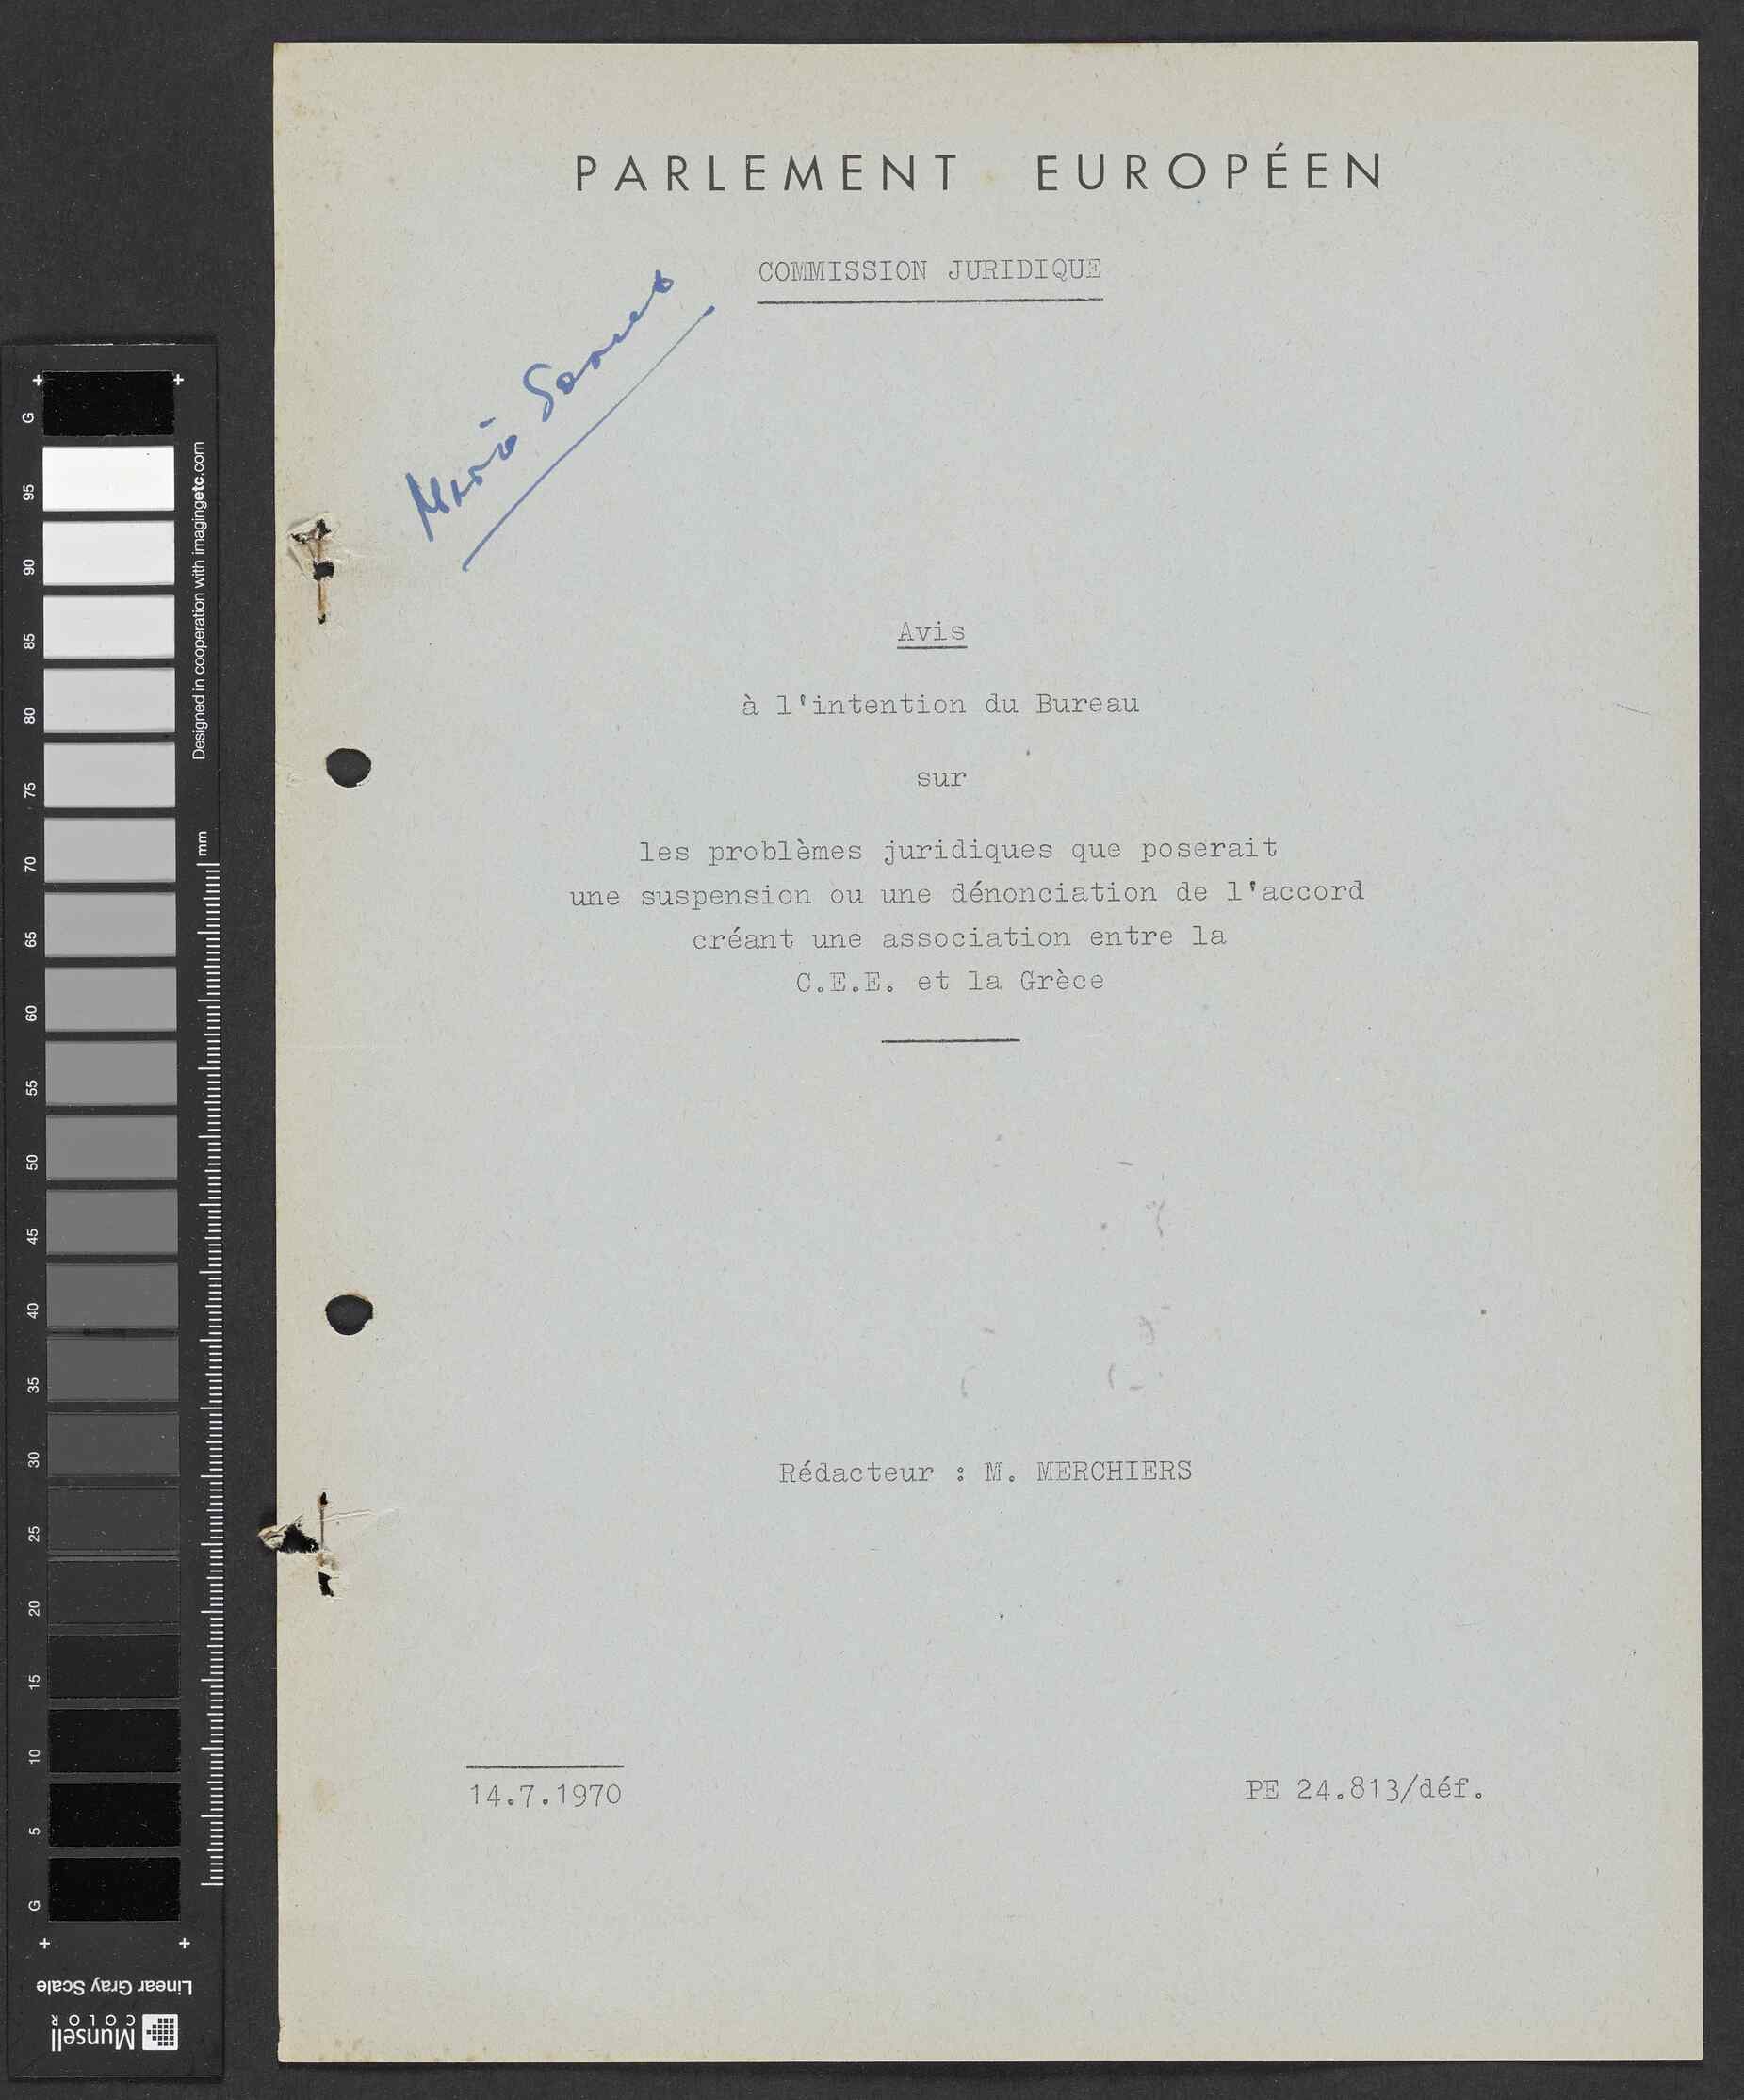 PARLEMENT EUROPÉEN
COMMISSION JURIDIQUE
Mário Soares
Avis
à l'intention du Bureau
sur
les problèmes juridiques que poserait
une suspension ou une dénonciation de l'accord
créant une association entre la
C.E.E. et la Grèce
Rédacteur : M. MERCHIERS
14.7.1970
PE 24.813/déf.
G
95
90
85
80
75
70
65
60
55
50
45
40
35
30
25
20
15
10
5
G
Designed in cooperation with imagingetc.com
mm
Linear Gray Scale
Munsell
COLOR